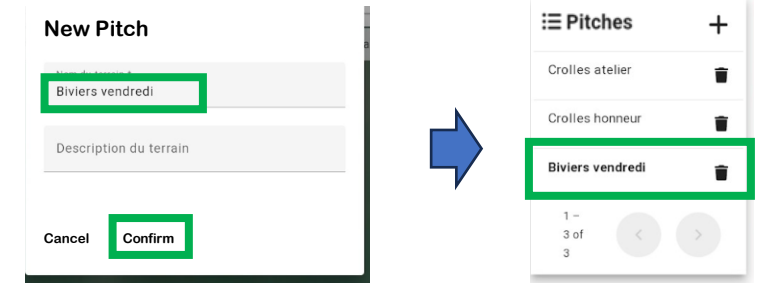 New Pitch
Biviers vendredi
Description du terrain
Cancel Confirm
Pitches
Crolles atelier
Crolles honneur
Biviers vendredi
1 –
3 of
3